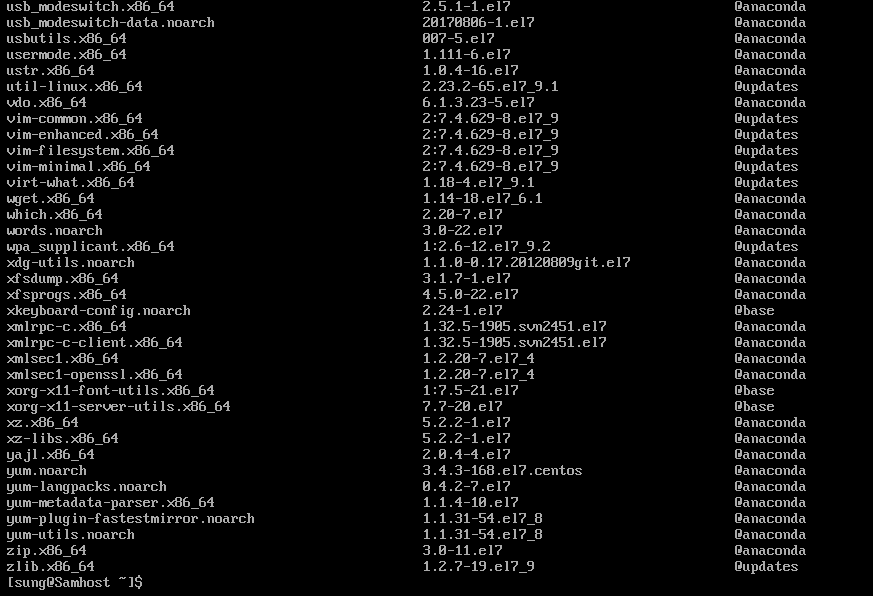 usb_modeswitch.x86_64 2.5.1-1.el7 @anaconda
usb_modeswitch-data.noarch 20170806-1.el7 @anaconda
usbutils.x86_64 007-5.el7 @anaconda
usermode.x86_64 1.111-6.el7 @anaconda
ustr.x86_64 1.0.4-16.el7 @anaconda
util-linux.x86_64 2.23.2-65.el7_9.1 @updates
vdo.x86_64 6.1.3.23-5.el7 @anaconda
vim-common.x86_64 2:7.4.629-8.el7_9 @updates
vim-enhanced.x86_64 2:7.4.629-8.el7_9 @updates
vim-filesystem.x86_64 2:7.4.629-8.el7_9 @updates
vim-minimal.x86_64 2:7.4.629-8.el7_9 @updates
virt-what.x86_64 1.18-4.el7_9.1 @updates
wget.x86_64 1.14-18.el7_6.1 @anaconda
which.x86_64 2.20-7.el7 @anaconda
words.noarch 3.0-22.el7 @anaconda
wpa_supplicant.x86_64 1:2.6-12.el7_9.2 @updates
xdg-utils.noarch 1.1.0-0.17.20120809git.el7 @anaconda
xfsdump.x86_64 3.1.7-1.el7 @anaconda
xfsprogs.x86_64 4.5.0-22.el7 @anaconda
xkeyboard-config.noarch 2.24-1.el7 @base
xmlrpc-c.x86_64 1.32.5-1905.svn2451.el7 @anaconda
xmlrpc-c-client.x86_64 1.32.5-1905.svn2451.el7 @anaconda
xmlsec1.x86_64 1.2.20-7.el7_4 @anaconda
xmlsec1-openssl.x86_64 1.2.20-7.el7_4 @anaconda
xorg-x11-font-utils.x86_64 1:7.5-21.el7 @base
xorg-x11-server-utils.x86_64 7.7-20.el7 @base
xz.x86_64 5.2.2-1.el7 @anaconda
xz-libs.x86_64 5.2.2-1.el7 @anaconda
yajl.x86_64 2.0.4-4.el7 @anaconda
yum.noarch 3.4.3-168.el7.centos @anaconda
yum-langpacks.noarch 0.4.2-7.el7 @anaconda
yum-metadata-parser.x86_64 1.1.4-10.el7 @anaconda
yum-plugin-fastestmirror.noarch 1.1.31-54.el7_8 @anaconda
yum-utils.noarch 1.1.31-54.el7_8 @anaconda
zip.x86_64 3.0-11.el7 @anaconda
zlib.x86_64 1.2.7-19.el7_9 @updates
[sung@Samhost ~]$